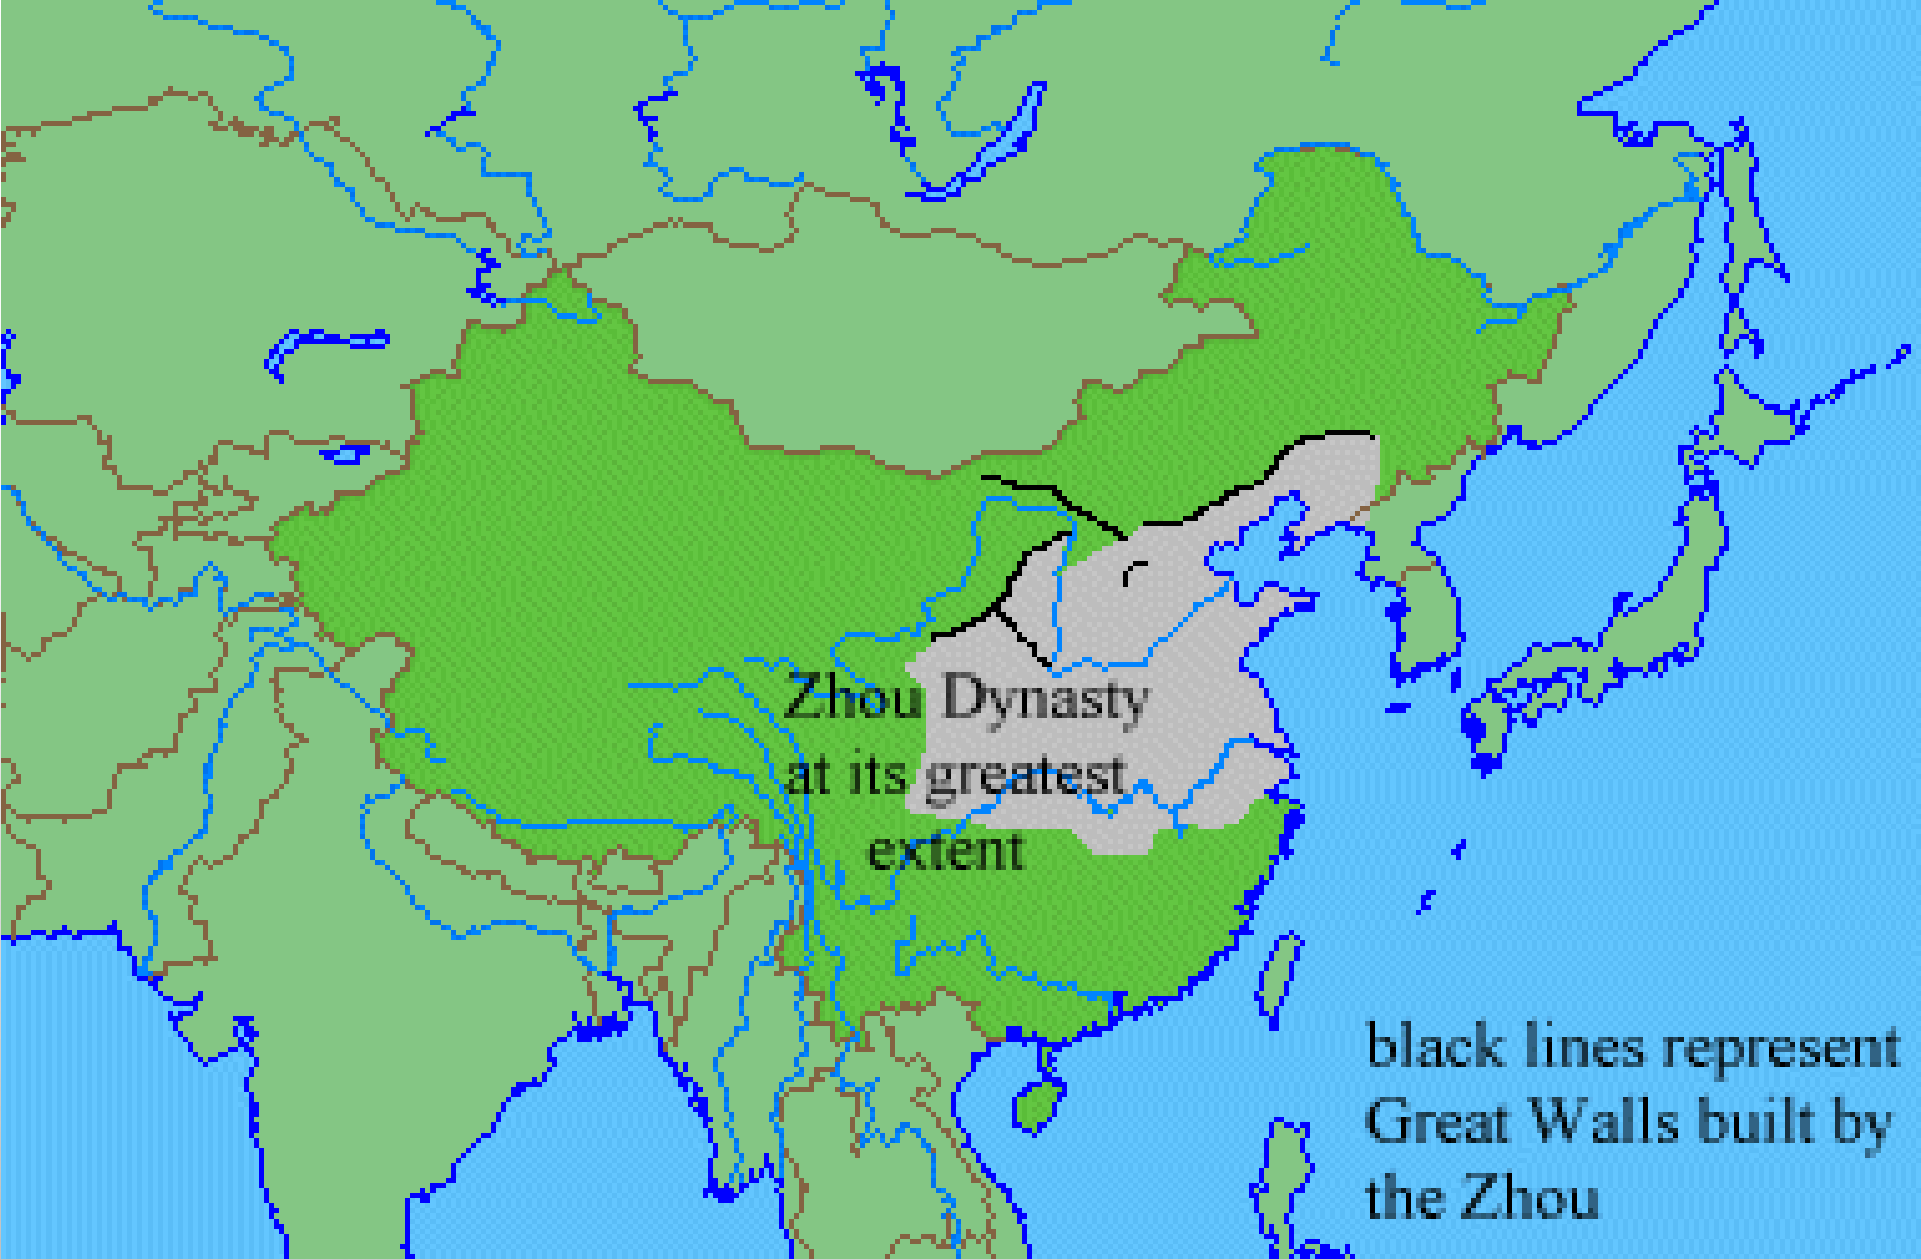 Zhou Dynasty
at its greatest
extent
black lines represent
Great Walls built by
the Zhou